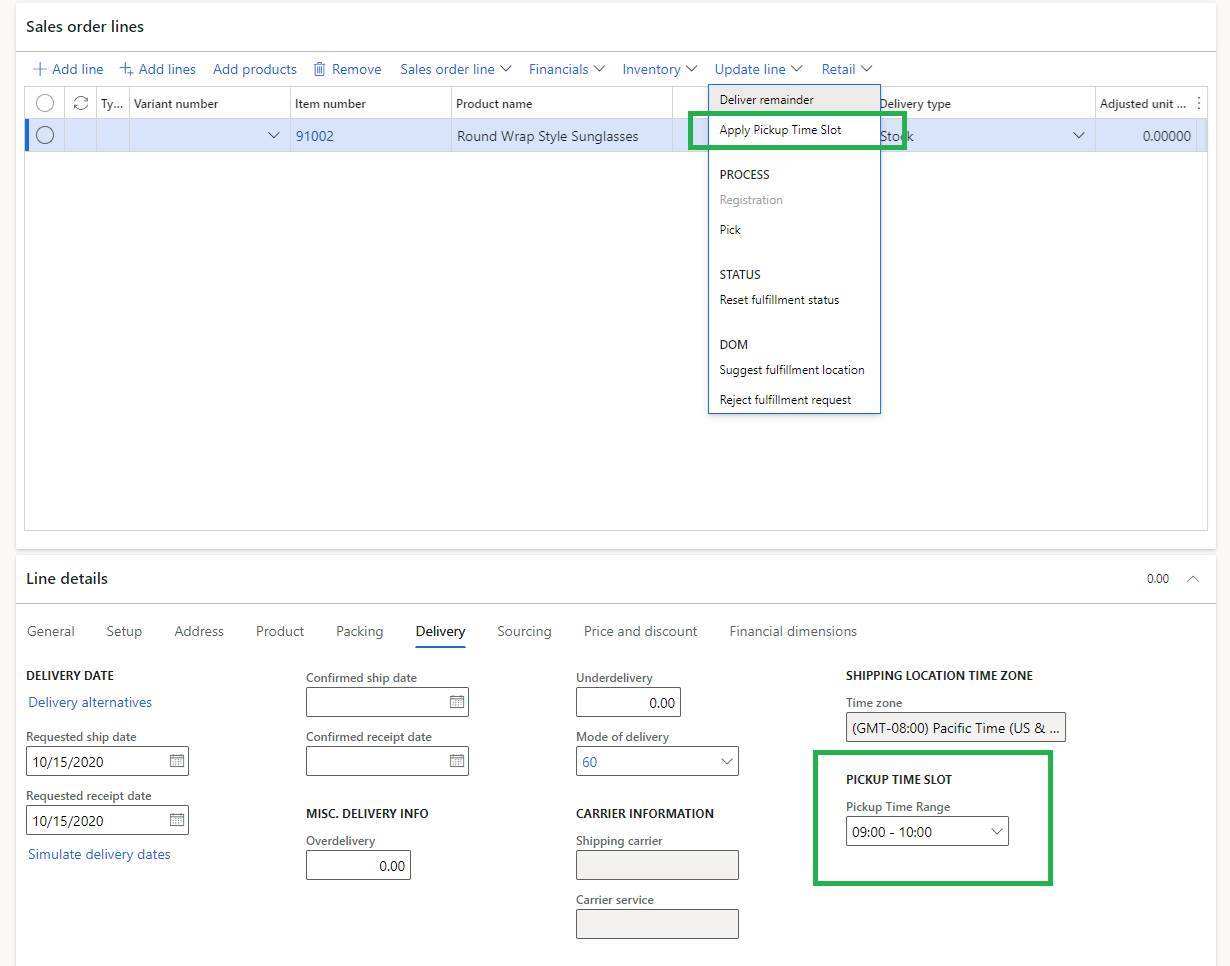 Sales order lines
Add line Add lines Add products Remove Sales order line Financials Inventory Update line Retail
Ty... Variant number Item number Product name Delivery type Adjusted unit ...
91002 Round Wrap Style Sunglasses Stock 0.00000
Deliver remainder
Apply Pickup Time Slot
PROCESS
Registration
Pick
STATUS
Reset fulfillment status
DOM
Suggest fulfillment location
Reject fulfillment request
Line details 0.00
General Setup Address Product Packing Delivery Sourcing Price and discount Financial dimensions
DELIVERY DATE
Delivery alternatives
Requested ship date
10/15/2020
Requested receipt date
10/15/2020
Simulate delivery dates
Confirmed ship date
Confirmed receipt date
MISC. DELIVERY INFO
Overdelivery
0.00
Underdelivery
0.00
Mode of delivery
60
CARRIER INFORMATION
Shipping carrier
Carrier service
SHIPPING LOCATION TIME ZONE
Time zone
(GMT-08:00) Pacific Time (US & ...
PICKUP TIME SLOT
Pickup Time Range
09:00 - 10:00